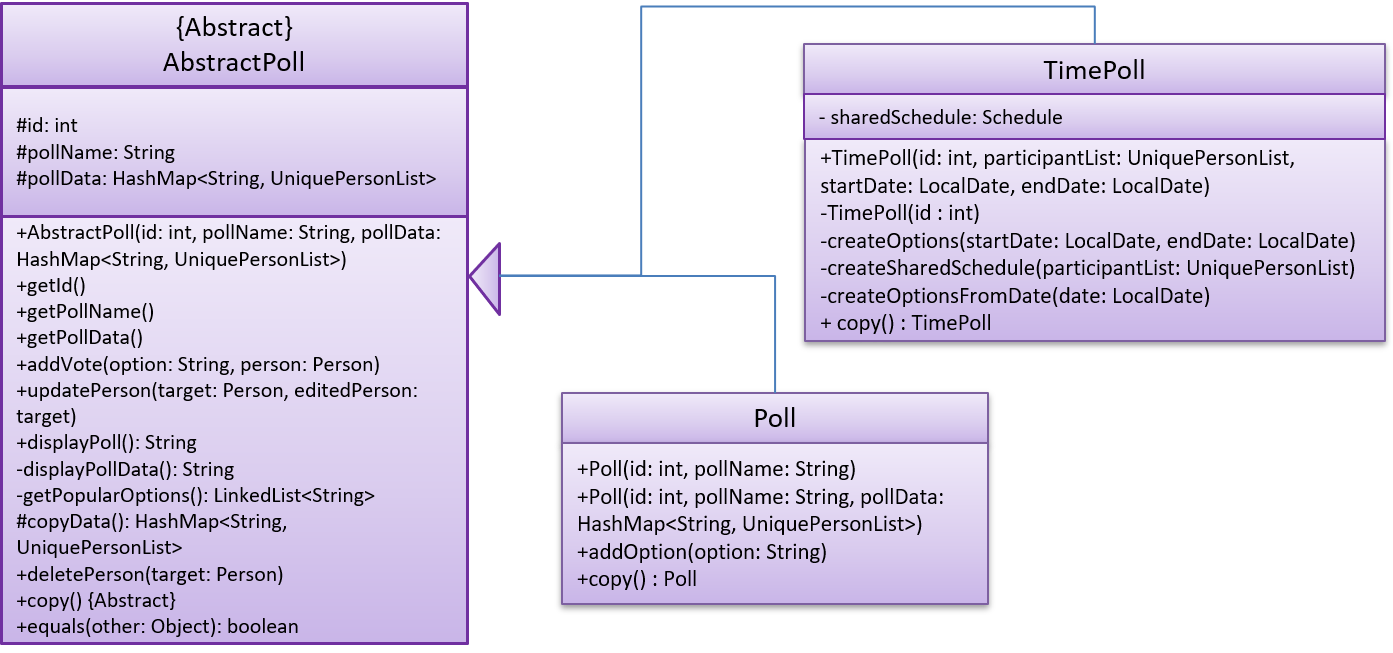 {Abstract}
AbstractPoll
#id: int
#pollName: String
#pollData: HashMap<String, UniquePersonList>
+AbstractPoll(id: int, pollName: String, pollData:
HashMap<String, UniquePersonList>)
+getId()
+getPollName()
+getPollData()
+addVote(option: String, person: Person)
+updatePerson(target: Person, editedPerson:
target)
+displayPoll(): String
-displayPollData(): String
-getPopularOptions(): LinkedList<String>
#copyData(): HashMap<String,
UniquePersonList>
+deletePerson(target: Person)
+copy() {Abstract}
+equals(other: Object): boolean
TimePoll
- sharedSchedule: Schedule
+TimePoll(id: int, participantList: UniquePersonList,
startDate: LocalDate, endDate: LocalDate)
-TimePoll(id : int)
-createOptions(startDate: LocalDate, endDate: LocalDate)
-createSharedSchedule(participantList: UniquePersonList)
-createOptionsFromDate(date: LocalDate)
+ copy() : TimePoll
Poll
+Poll(id: int, pollName: String)
+Poll(id: int, pollName: String, pollData:
HashMap<String, UniquePersonList>)
+addOption(option: String)
+copy() : Poll